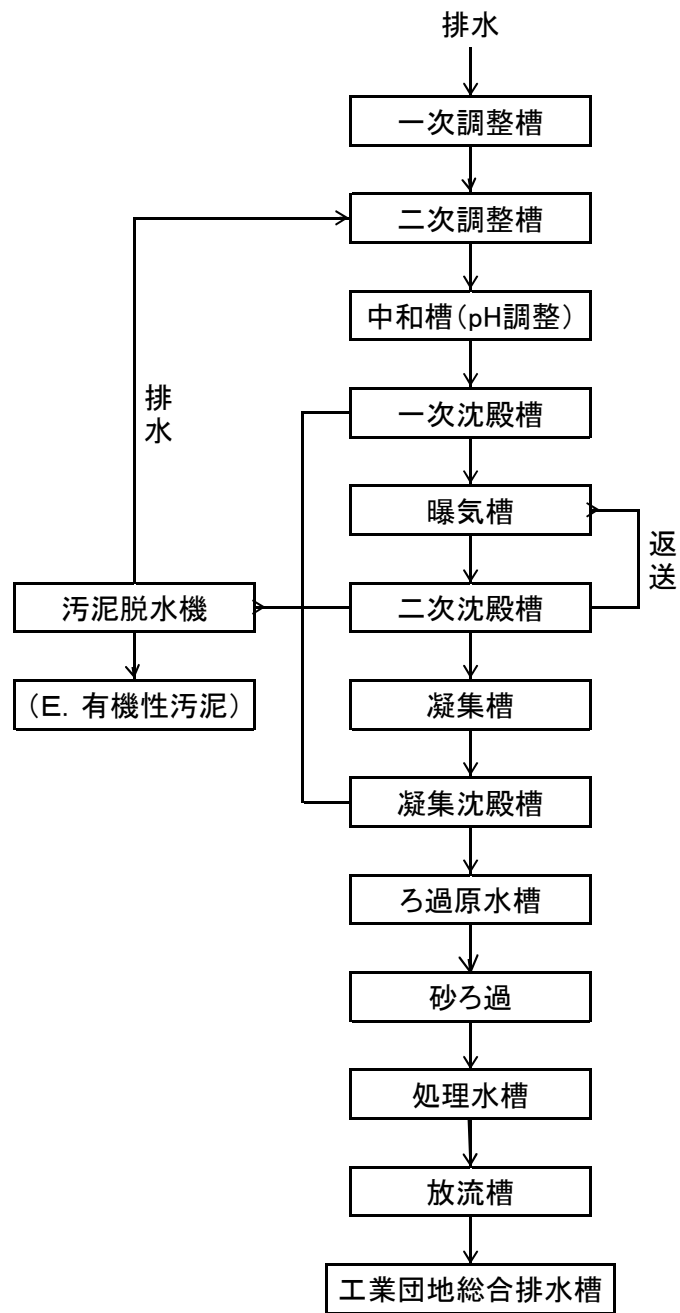 排水
一次調整槽
二次調整槽
中和槽(pH調整)
排水
一次沈殿槽
曝気槽
返送
汚泥脱水機
二次沈殿槽
(E. 有機性汚泥)
凝集槽
凝集沈殿槽
ろ過原水槽
砂ろ過
処理水槽
放流槽
工業団地総合排水槽